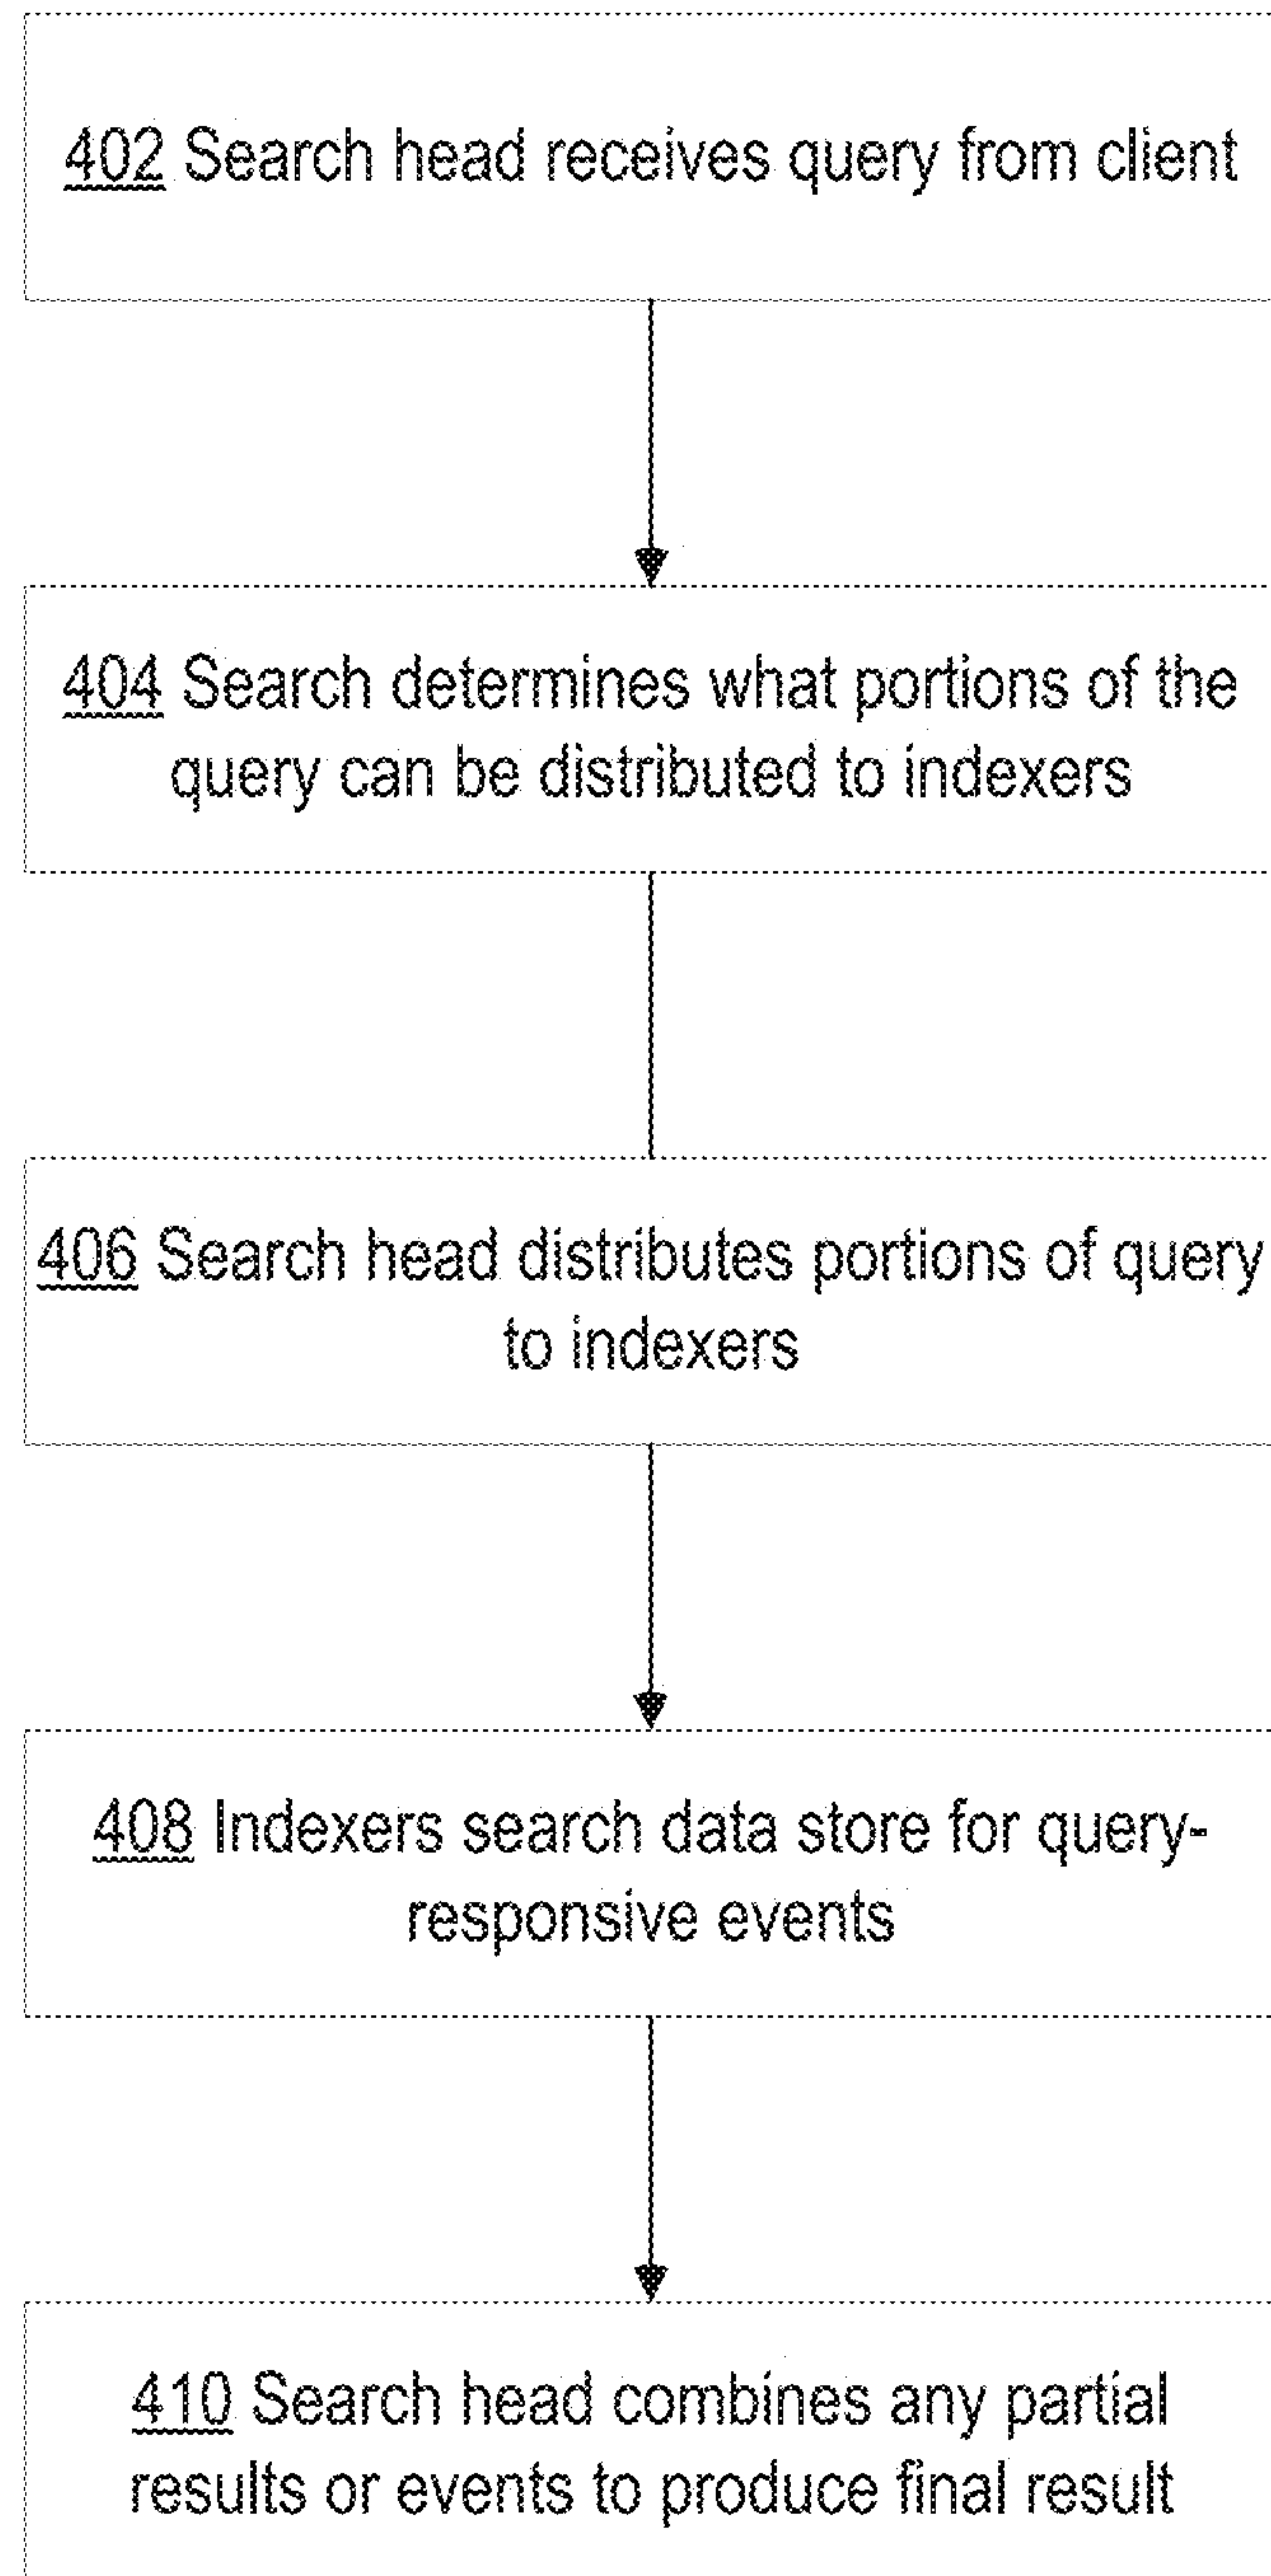 402 Search head receives query from client
404 Search determines what portions of the
query can be distributed to indexers
406 Search head distributes portions of query
to indexers
408 Indexers search data store for query-
responsive events
410 Search head combines any partial
results or events to produce final result